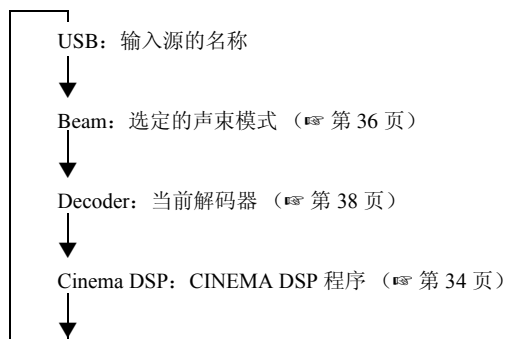 USB：输入源的名称
Beam：选定的声束模式 （☞ 第 36 页）
Decoder：当前解码器 （☞ 第 38 页）
Cinema DSP：CINEMA DSP 程序 （☞ 第 34 页）